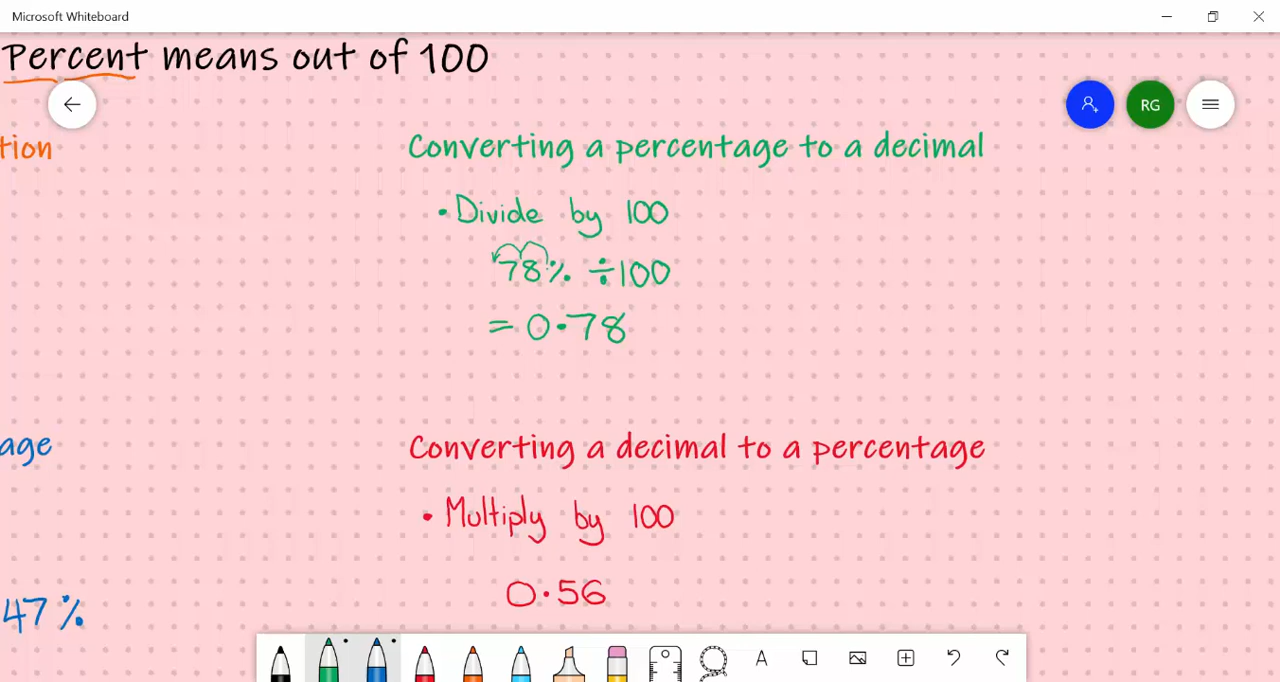 Microsoft Whiteboard
Percent means out of 100
RG
tion
Converting a percentage to a decimal
• Divide by 100
78% ÷100
= 0.78
age
Converting a decimal to a percentage
• Multiply by 100
0.56
47%
A